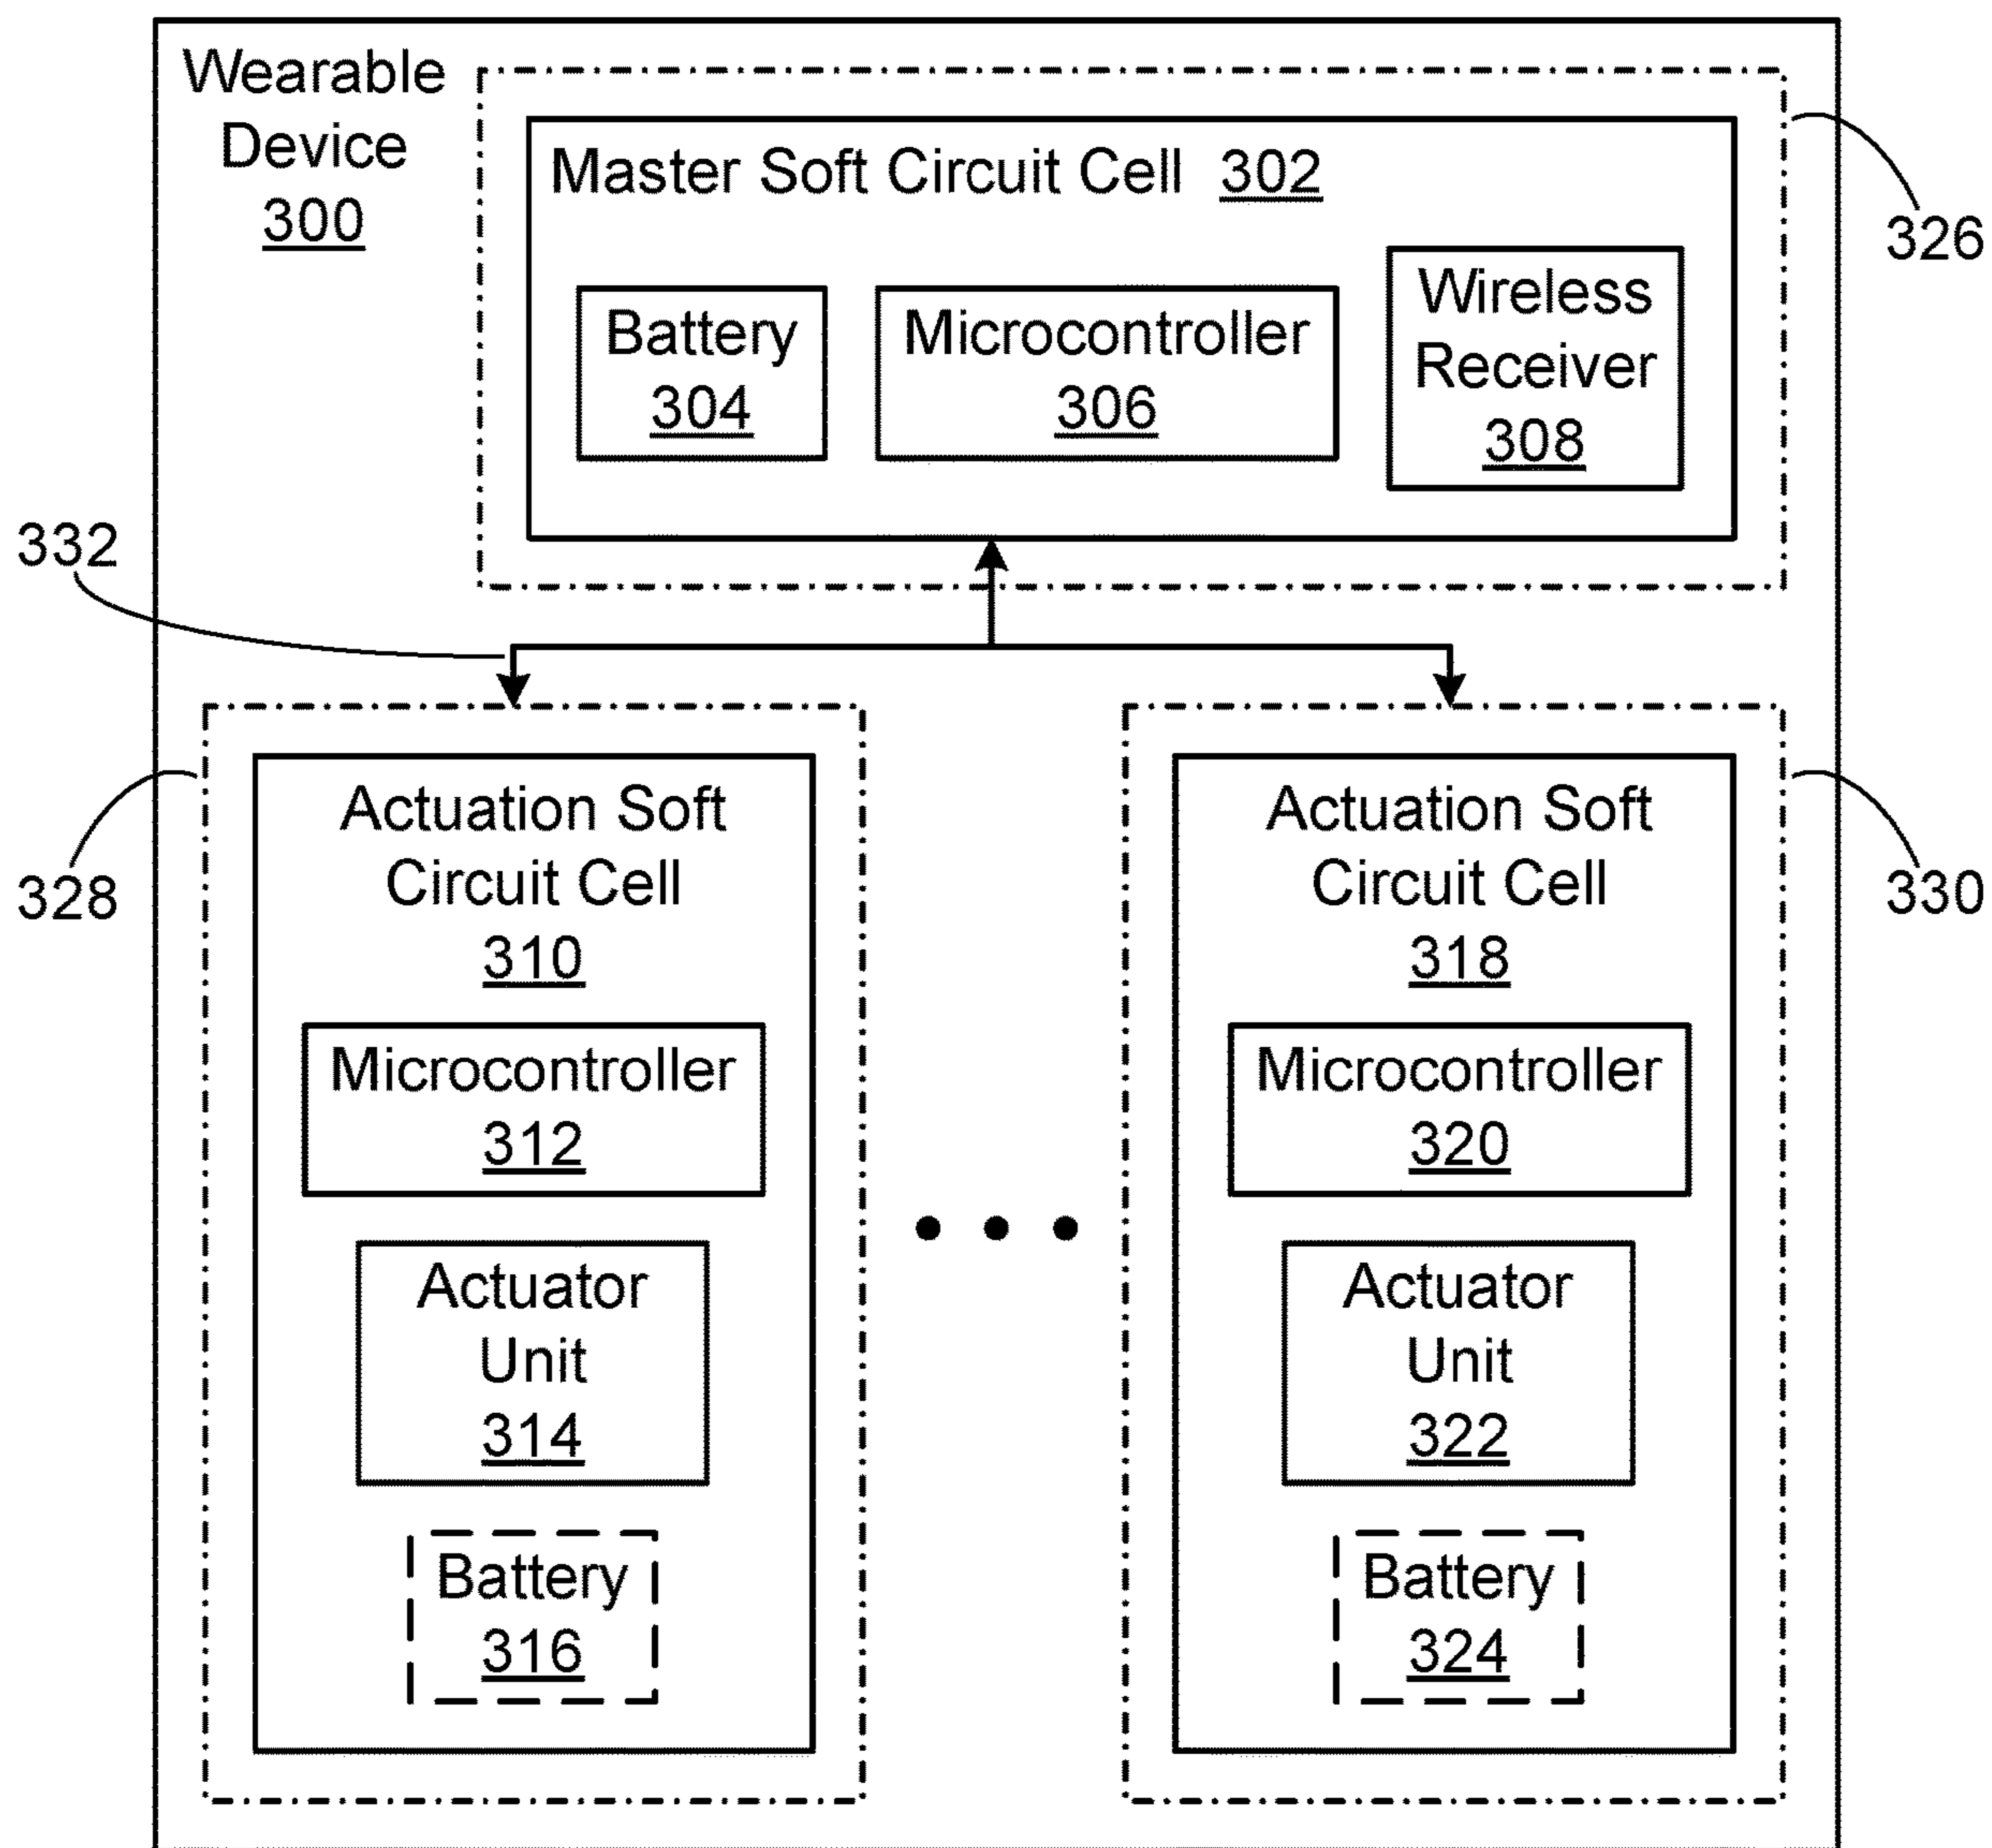 Wearable
Device
300
Master Soft Circuit Cell 302
326
Battery
304
Microcontroller
306
Wireless
Receiver
308
332
328
Actuation Soft
Circuit Cell
310
Microcontroller
312
Actuator
Unit
314
Battery
316
Actuation Soft
Circuit Cell
318
Microcontroller
320
Actuator
Unit
322
Battery
324
330